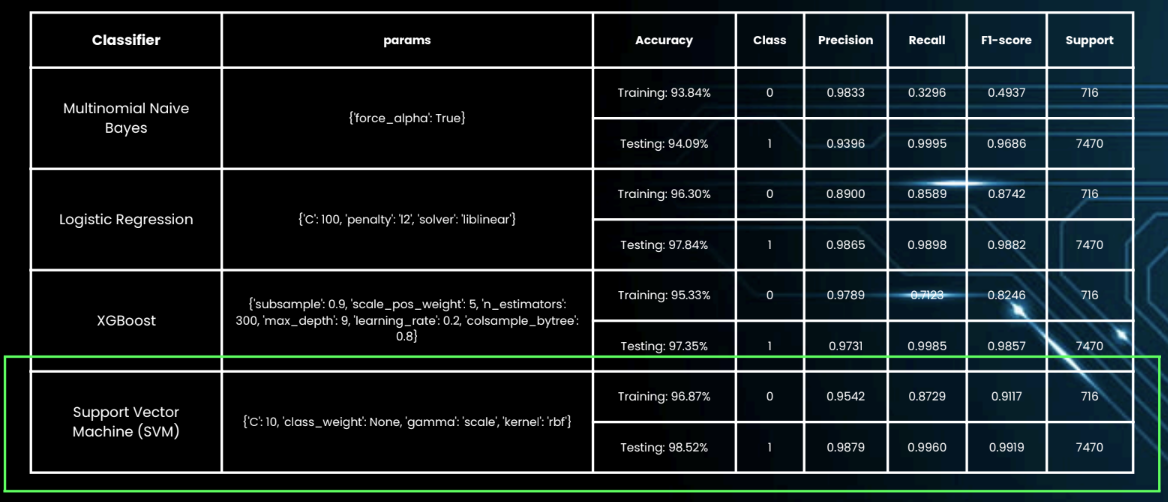 Classifier params Accuracy Class Precision Recall F1-score Support
Multinomial Naive
Bayes
{'force_alpha': True}
Training: 93.84% 0 0.9833 0.3296 0.4937 716
Testing: 94.09% 1 0.9396 0.9995 0.9686 7470
Logistic Regression
{'C': 100, 'penalty': 'l2', 'solver': 'liblinear'}
Training: 96.30% 0 0.8900 0.8589 0.8742 716
Testing: 97.84% 1 0.9865 0.9898 0.9882 7470
XGBoost
{'subsample': 0.9, 'scale_pos_weight': 5, 'n_estimators':
300, 'max_depth': 9, 'learning_rate': 0.2, 'colsample_bytree':
0.8}
Training: 95.33% 0 0.9789 0.7123 0.8246 716
Testing: 97.35% 1 0.9731 0.9985 0.9857 7470
Support Vector
Machine (SVM)
{'C': 10, 'class_weight': None, 'gamma': 'scale', 'kernel': 'rbf'}
Training: 96.87% 0 0.9542 0.8729 0.9117 716
Testing: 98.52% 1 0.9879 0.9960 0.9919 7470